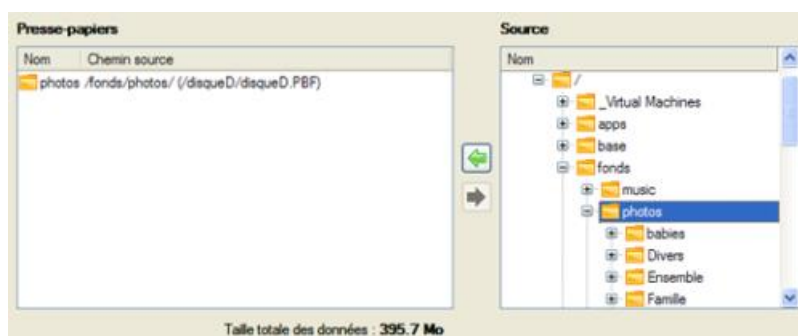 Presse-papiers
Nom Chemin source
photos /fonds/photos/ (/disqueD/disqueD.PBF)
Taille totale des données : 395.7 Mo
Source
Nom
/
_Virtual Machines
apps
base
fonds
music
photos
babies
Divers
Ensemble
Famille